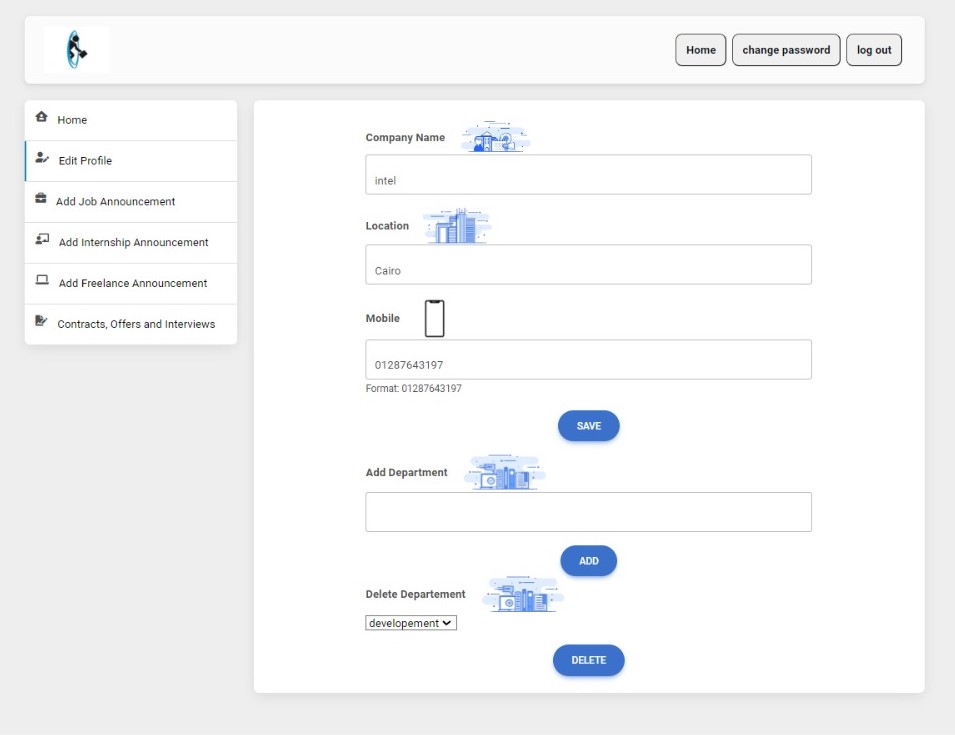 Home
change password
log out
Home
Edit Profile
Add Job Announcement
Add Internship Announcement
Add Freelance Announcement
Contracts, Offers and Interviews
Company Name
intel
Location
Cairo
Mobile
01287643197
Format: 01287643197
SAVE
Add Department
ADD
Delete Departement
developement
DELETE